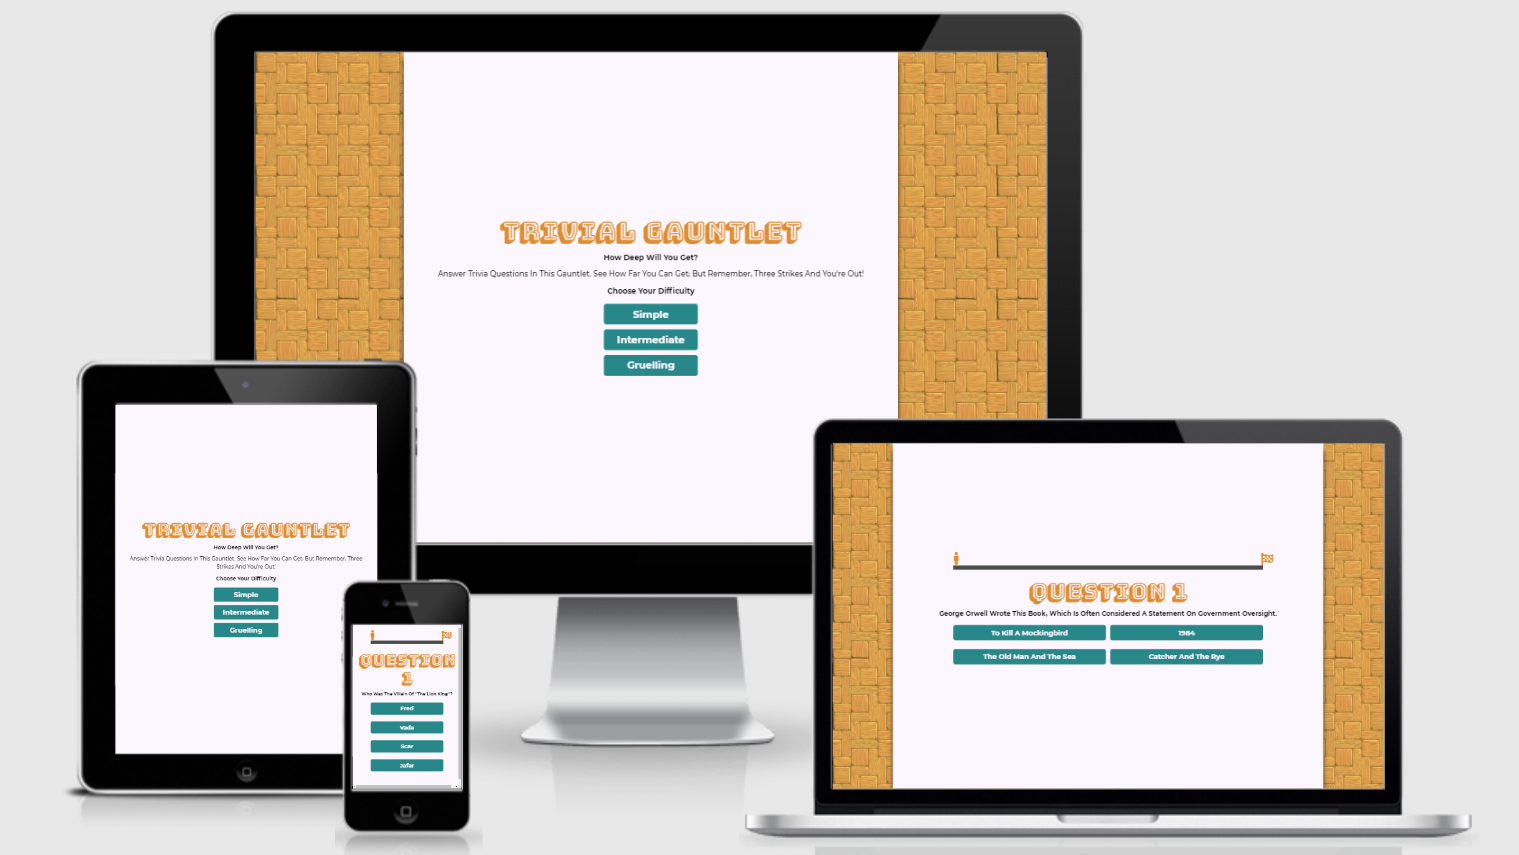 TRIVIAL GAUNTLET
How Deep Will You Get?
Answer Trivia Questions In This Gauntlet. See How Far You Can Get; But Remember, Three Strikes And You're Out!
Choose Your Difficulty
Simple
Intermediate
Gruelling
TRIVIAL GAUNTLET
How Deep Will You Get?
Answer Trivia Questions In This Gauntlet. See How Far You Can Get; But Remember, Three
Strikes And You're Out!
Choose Your Difficulty
Simple
Intermediate
Gruelling
QUESTION
1
Who Was The Villain Of "The Lion King"?
Fred
Vada
Scar
Jafar
QUESTION 1
George Orwell Wrote This Book, Which Is Often Considered A Statement On Government Oversight.
To Kill A Mockingbird
1984
The Old Man And The Sea
Catcher And The Rye